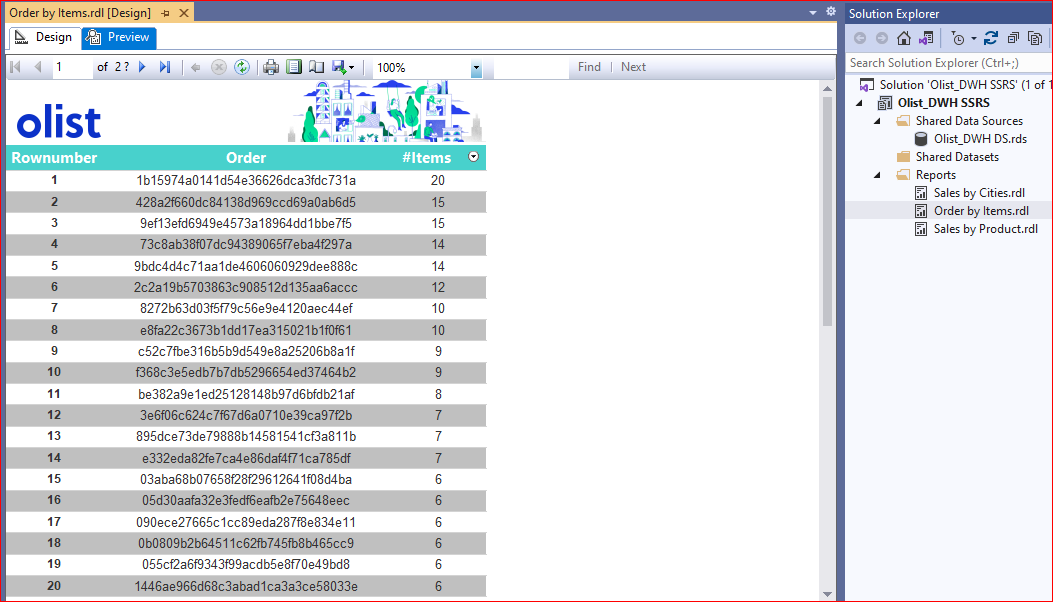 Order by Items.rdl [Design]
Design Preview
1 of 2 ? 100% Find Next
olist
Rownumber Order #Items
1 1b15974a0141d54e36626dca3fdc731a 20
2 428a2f660dc84138d969ccd69a0ab6d5 15
3 9ef13efd6949e4573a18964dd1bbe7f5 15
4 73c8ab38f07dc94389065f7eba4f297a 14
5 9bdc4d4c71aa1de4606060929dee888c 14
6 2c2a19b5703863c908512d135aa6accc 12
7 8272b63d03f5f79c56e9e4120aec44ef 10
8 e8fa22c3673b1dd17ea315021b1f0f61 10
9 c52c7fbe316b5b9d549e8a25206b8a1f 9
10 f368c3e5edb7b7db5296654ed37464b2 9
11 be382a9e1ed25128148b97d6bfdb21af 8
12 3e6f06c624c7f67d6a0710e39ca97f2b 7
13 895dce73de79888b14581541cf3a811b 7
14 e332eda82fe7ca4e86daf4f71ca785df 7
15 03aba68b07658f28f29612641f08d4ba 6
16 05d30aafa32e3fedf6eafb2e75648eec 6
17 090ece27665c1cc89eda287f8e834e11 6
18 0b0809b2b64511c62fb745fb8b465cc9 6
19 055cf2a6f9343f99acdb5e8f70e49bd8 6
20 1446ae966d68c3abad1ca3a3ce58033e 6
Solution Explorer
Search Solution Explorer (Ctrl+;)
Solution 'Olist_DWH SSRS' (1 of 1
Olist_DWH SSRS
Shared Data Sources
Olist_DWH DS.rds
Shared Datasets
Reports
Sales by Cities.rdl
Order by Items.rdl
Sales by Product.rdl